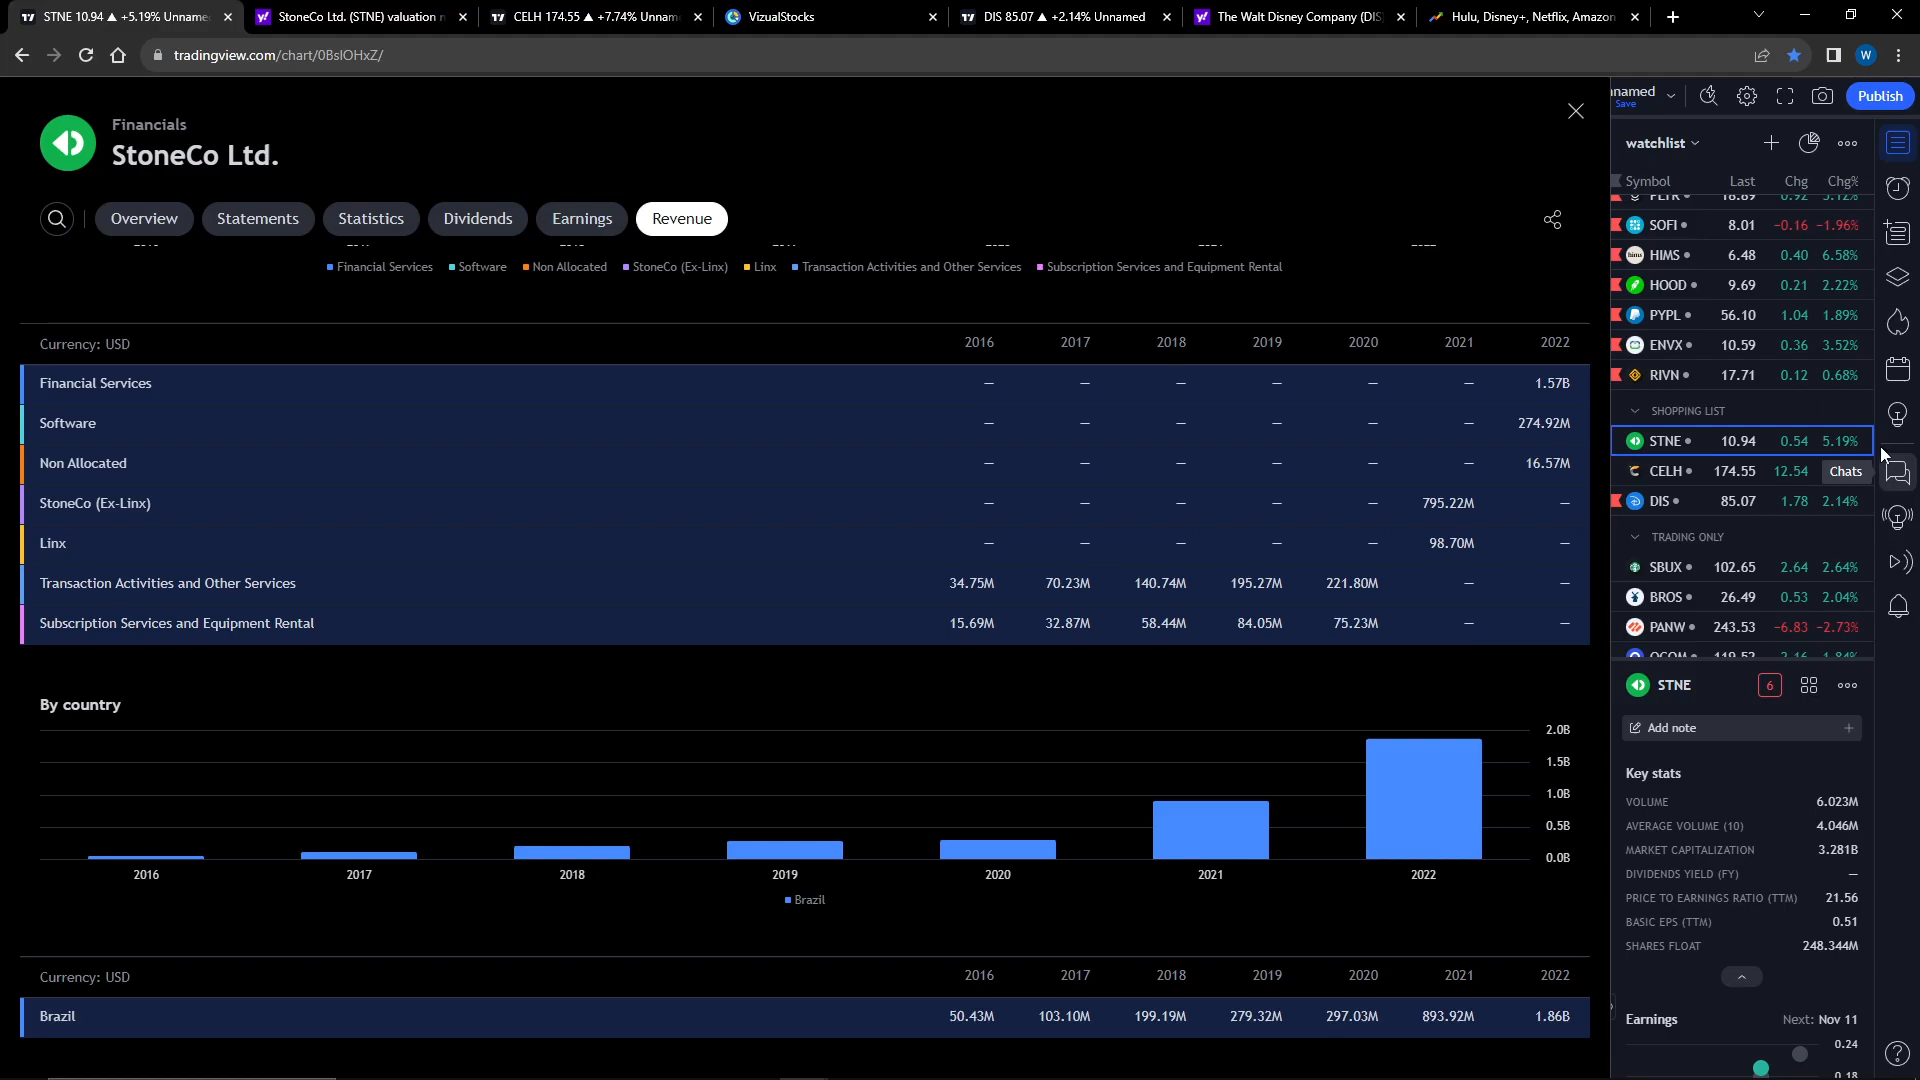 STNE 10.94 ▲ +5.19% Unname
StoneCo Ltd. (STNE) valuation
CELH 174.55 ▲ +7.74% Unnam
VizualStocks
DIS 85.07 ▲ +2.14% Unnamed
The Walt Disney Company (DIS
Hulu, Disney+, Netflix, Amazon
tradingview.com/chart/0BslOHxZ/
W
Financials
StoneCo Ltd.
Overview
Statements
Statistics
Dividends
Earnings
Revenue
Financial Services
Software
Non Allocated
StoneCo (Ex-Linx)
Linx
Transaction Activities and Other Services
Subscription Services and Equipment Rental
Currency: USD 2016 2017 2018 2019 2020 2021 2022
Financial Services — — — — — — 1.57B
Software — — — — — — 274.92M
Non Allocated — — — — — — 16.57M
StoneCo (Ex-Linx) — — — — — 795.22M —
Linx — — — — — 98.70M —
Transaction Activities and Other Services 34.75M 70.23M 140.74M 195.27M 221.80M — —
Subscription Services and Equipment Rental 15.69M 32.87M 58.44M 84.05M 75.23M — —
By country
2.0B
1.5B
1.0B
0.5B
0.0B
2016 2017 2018 2019 2020 2021 2022
Brazil
Currency: USD 2016 2017 2018 2019 2020 2021 2022
Brazil 50.43M 103.10M 199.19M 279.32M 297.03M 893.92M 1.86B
named
Save
Publish
watchlist
Symbol Last Chg Chg%
SOFI 8.01 -0.16 -1.96%
HIMS 6.48 0.40 6.58%
HOOD 9.69 0.21 2.22%
PYPL 56.10 1.04 1.89%
ENVX 10.59 0.36 3.52%
RIVN 17.71 0.12 0.68%
SHOPPING LIST
STNE 10.94 0.54 5.19%
CELH 174.55 12.54
Chats
DIS 85.07 1.78 2.14%
TRADING ONLY
SBUX 102.65 2.64 2.64%
BROS 26.49 0.53 2.04%
PANW 243.53 -6.83 -2.73%
STNE 6
Add note
Key stats
VOLUME 6.023M
AVERAGE VOLUME (10) 4.046M
MARKET CAPITALIZATION 3.281B
DIVIDENDS YIELD (FY) —
PRICE TO EARNINGS RATIO (TTM) 21.56
BASIC EPS (TTM) 0.51
SHARES FLOAT 248.344M
Earnings Next: Nov 11
0.24